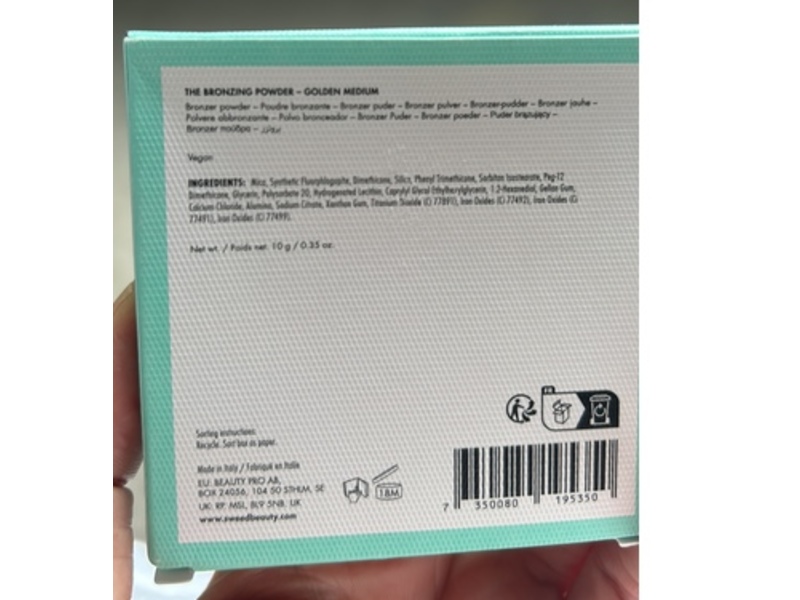 THE BRONZING POWDER – GOLDEN MEDIUM
Bronzer powder – Poudre bronzante – Bronzer puder – Bronzer pulver – Bronzer-pudder – Bronzer jauhe –
Polvere abbronzante – Polvo bronceador – Bronzer Puder – Bronzer poeder – Puder brązujący –
Bronzer πούδρα –
Vegan
INGREDIENTS: Mica, Synthetic Fluorphlogopite, Dimethicone, Silica, Phenyl Trimethicone, Sorbitan Isostearate, Peg-12
Dimethicone, Glycerin, Polysorbate 20, Hydrogenated Lecithin, Caprylyl Glycol Ethylhexylglycerin, 1.2-Hexanediol, Gellan Gum,
Calcium Chloride, Alumina, Sodium Citrate, Xanthan Gum, Titanium Dioxide (CI 77891), Iron Oxides (CI 77492), Iron Oxides (CI
77491), Iron Oxides (CI 77499).
Net wt. / Poids net: 10 g / 0.35 oz.
FR
Sorting instructions:
Recycle. Sort box as paper.
Made in Italy / Fabriqué en Italie
EU: BEAUTY PRO AB,
BOX 24056, 104 50 STHLM, SE
UK: RP. MSL, BL9 5NB. UK
www.sweedbeauty.com
18M
7 350080 195350